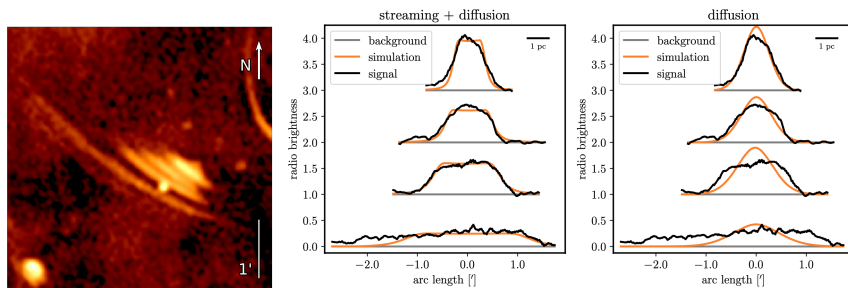 N
1'
streaming + diffusion
background
simulation
signal
1 pc
radio brightness
4.0
3.5
3.0
2.5
2.0
1.5
1.0
0.5
0.0
−2.0
−1.0
0.0
1.0
arc length [′]
diffusion
background
simulation
signal
1 pc
radio brightness
4.0
3.5
3.0
2.5
2.0
1.5
1.0
0.5
0.0
−2.0
−1.0
0.0
1.0
arc length [′]